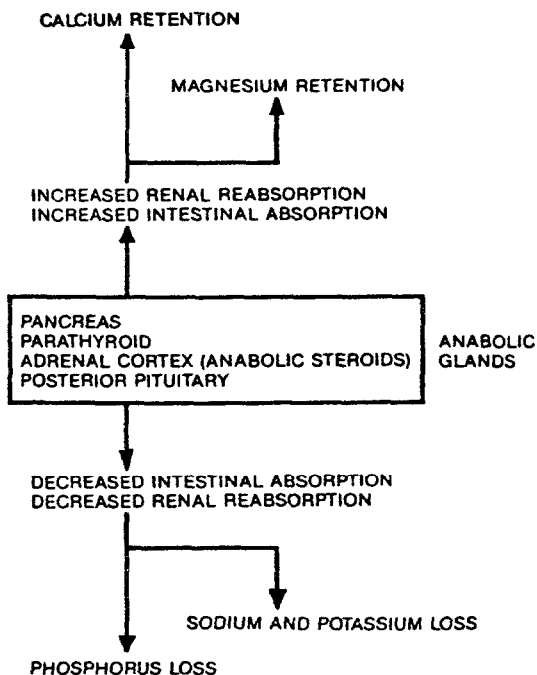 CALCIUM RETENTION
MAGNESIUM RETENTION
INCREASED RENAL REABSORPTION
INCREASED INTESTINAL ABSORPTION
PANCREAS
PARATHYROID
ADRENAL CORTEX (ANABOLIC STEROIDS)
POSTERIOR PITUITARY
ANABOLIC
GLANDS
DECREASED INTESTINAL ABSORPTION
DECREASED RENAL REABSORPTION
SODIUM AND POTASSIUM LOSS
PHOSPHORUS LOSS